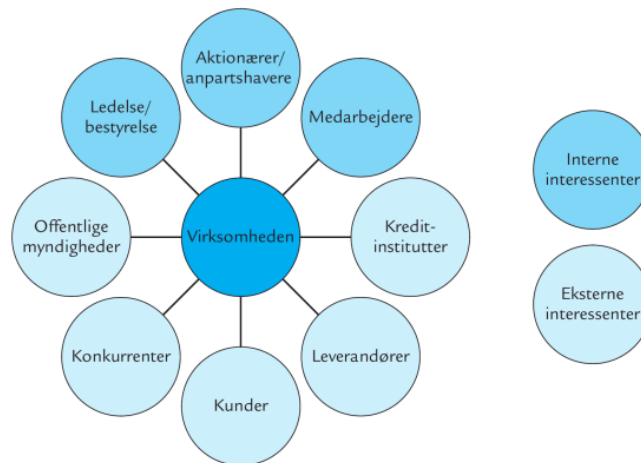 Aktionærer/
anpartshavere
Ledelse/
bestyrelse
Medarbejdere
Interne
interessenter
Offentlige
myndigheder
Virksomheden
Kredit-
institutter
Eksterne
interessenter
Konkurrenter
Leverandører
Kunder